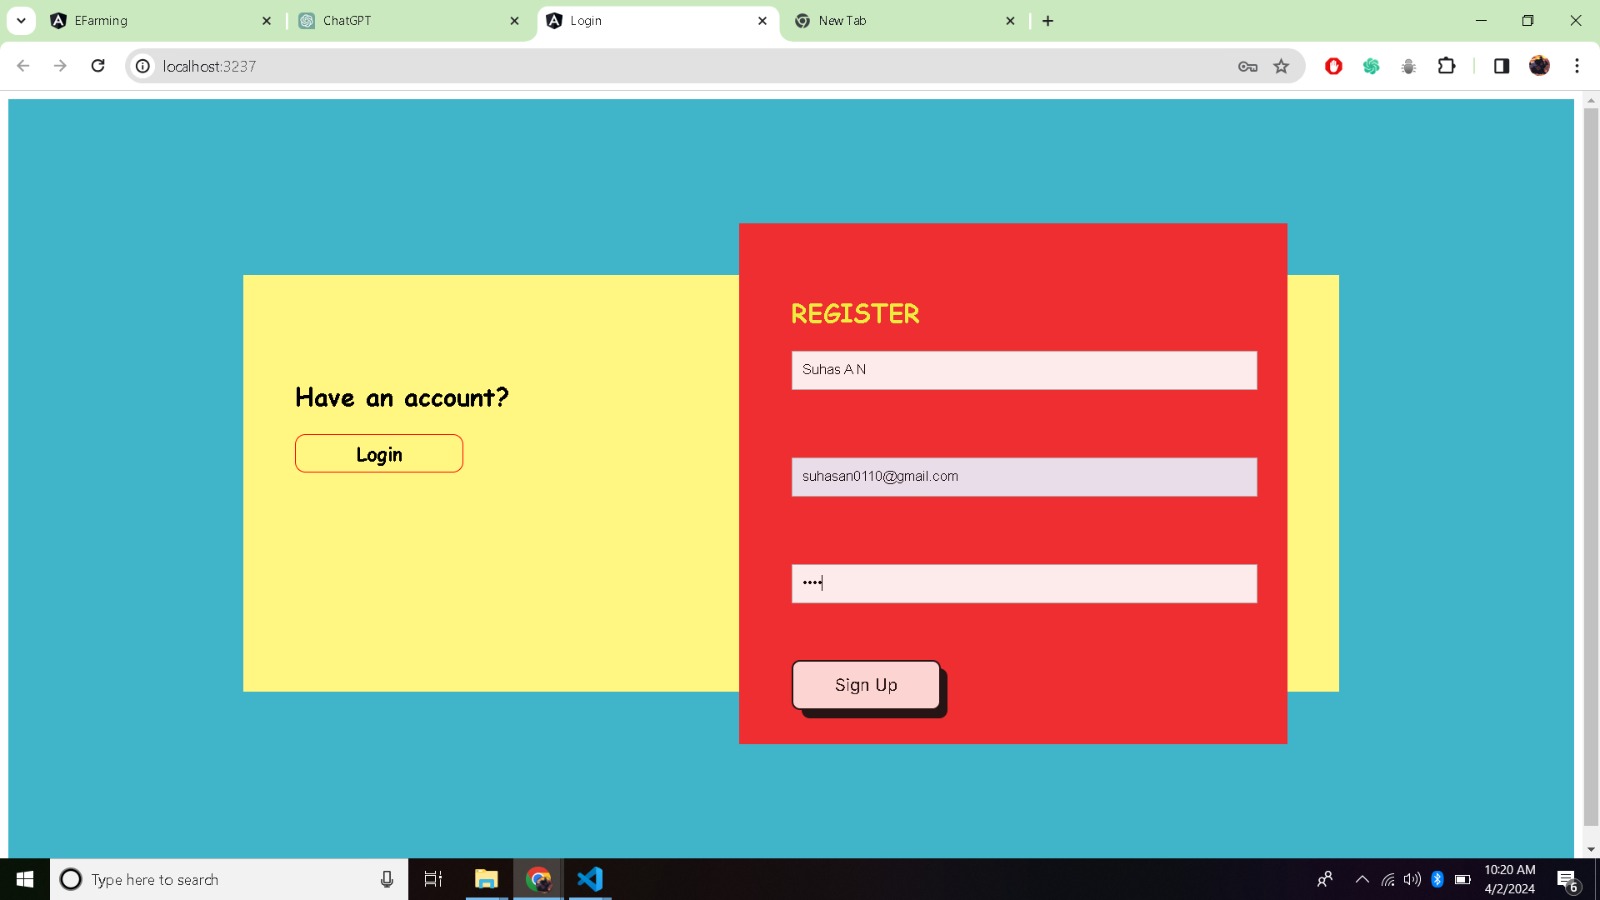 EFarming
ChatGPT
Login
New Tab
localhost:3237
REGISTER
Suhas A N
Have an account?
Login
suhasan0110@gmail.com
••••
Sign Up
Type here to search
10:20 AM
4/2/2024
6